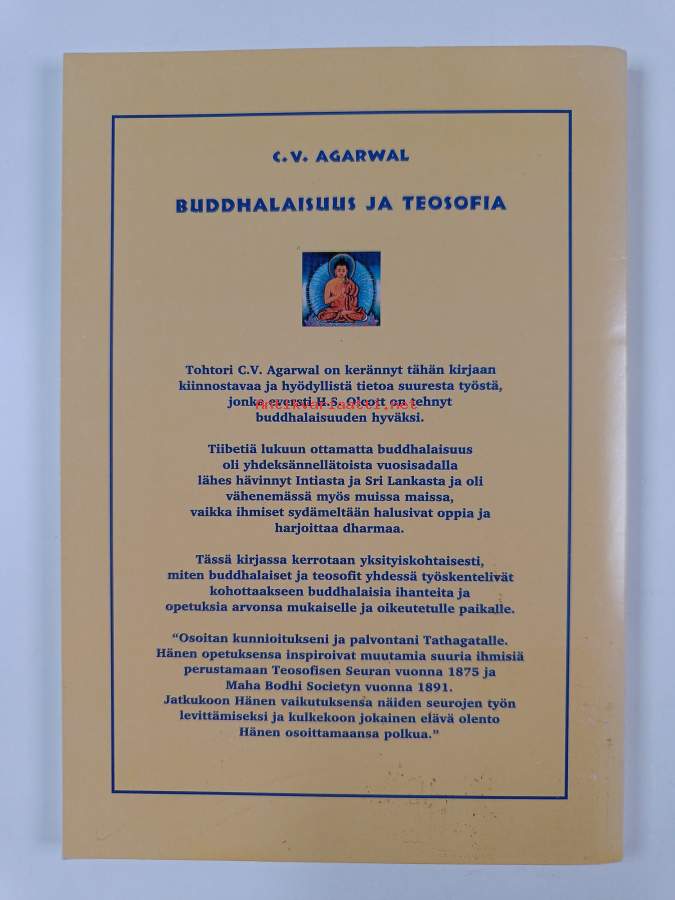 C.V. AGARWAL
BUDDHALAISUUS JA TEOSOFIA
Tohtori C.V. Agarwal on kerännyt tähän kirjaan
kiinnostavaa ja hyödyllistä tietoa suuresta työstä,
jonka eversti H.S. Olcott on tehnyt
antikvariaatti.net
buddhalaisuuden hyväksi.
Tiibetiä lukuun ottamatta buddhalaisuus
oli yhdeksännellätoista vuosisadalla
lähes hävinnyt Intiasta ja Sri Lankasta ja oli
vähenemässä myös muissa maissa,
vaikka ihmiset sydämeltään halusivat oppia ja
harjoittaa dharmaa.
Tässä kirjassa kerrotaan yksityiskohtaisesti,
miten buddhalaiset ja teosofit yhdessä työskentelivät
kohottaakseen buddhalaisia ihanteita ja
opetuksia arvonsa mukaiselle ja oikeutetulle paikalle.
“Osoitan kunnioitukseni ja palvontani Tathagatalle.
Hänen opetuksensa inspiroivat muutamia suuria ihmisiä
perustamaan Teosofisen Seuran vuonna 1875 ja
Maha Bodhi Societyn vuonna 1891.
Jatkukoon Hänen vaikutuksensa näiden seurojen työn
levittämiseksi ja kulkekoon jokainen elävä olento
Hänen osoittamaansa polkua.”